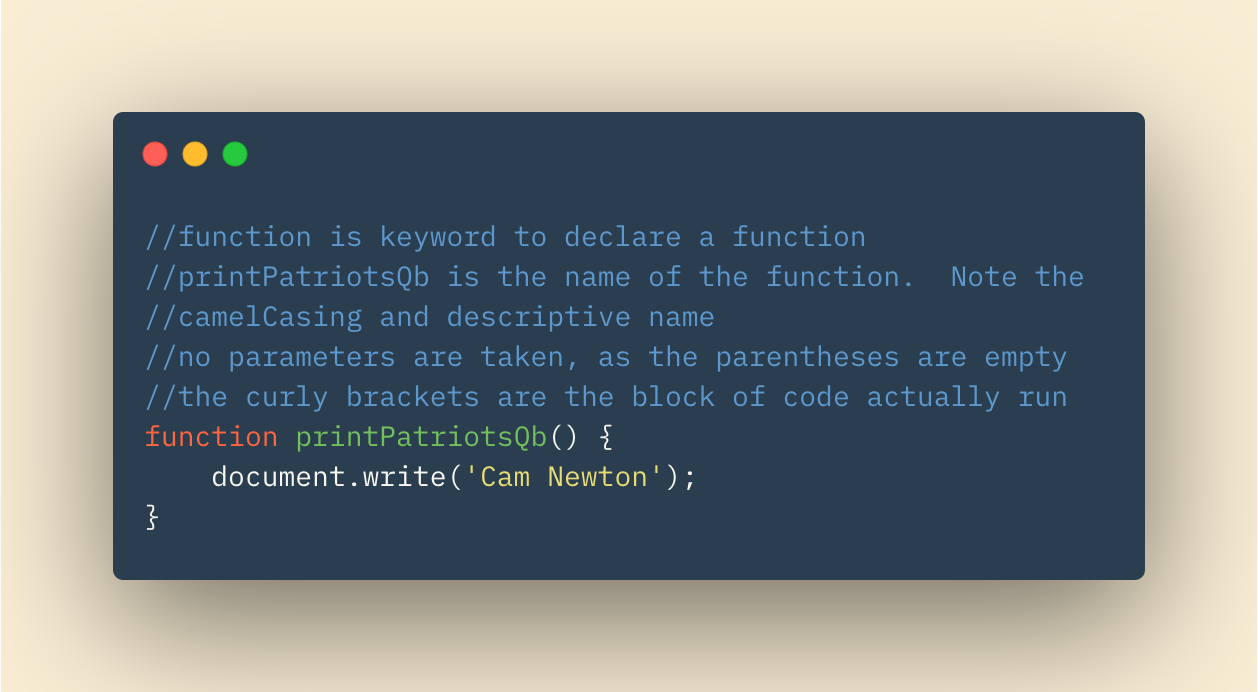 //function is keyword to declare a function
//printPatriotsQb is the name of the function.  Note the
//camelCasing and descriptive name
//no parameters are taken, as the parentheses are empty
//the curly brackets are the block of code actually run
function printPatriotsQb() {
    document.write('Cam Newton');
}